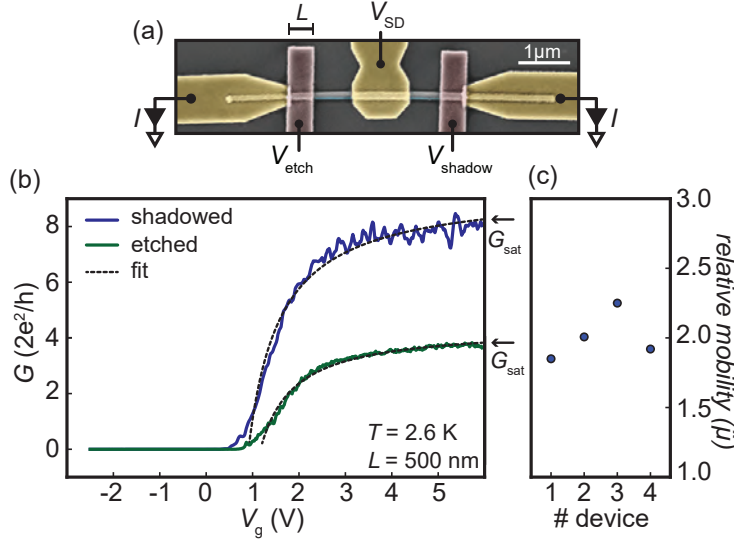 (a)
L
V_SD
1μm
I
I
V_etch
V_shadow
(b)
shadowed
etched
fit
G_sat
G_sat
T = 2.6 K
L = 500 nm
G (2e²/h)
8
6
4
2
0
-2 -1 0 1 2 3 4 5
V_g (V)
(c)
3.0
2.5
2.0
1.5
1.0
relative mobility (μ̃)
1 2 3 4
# device